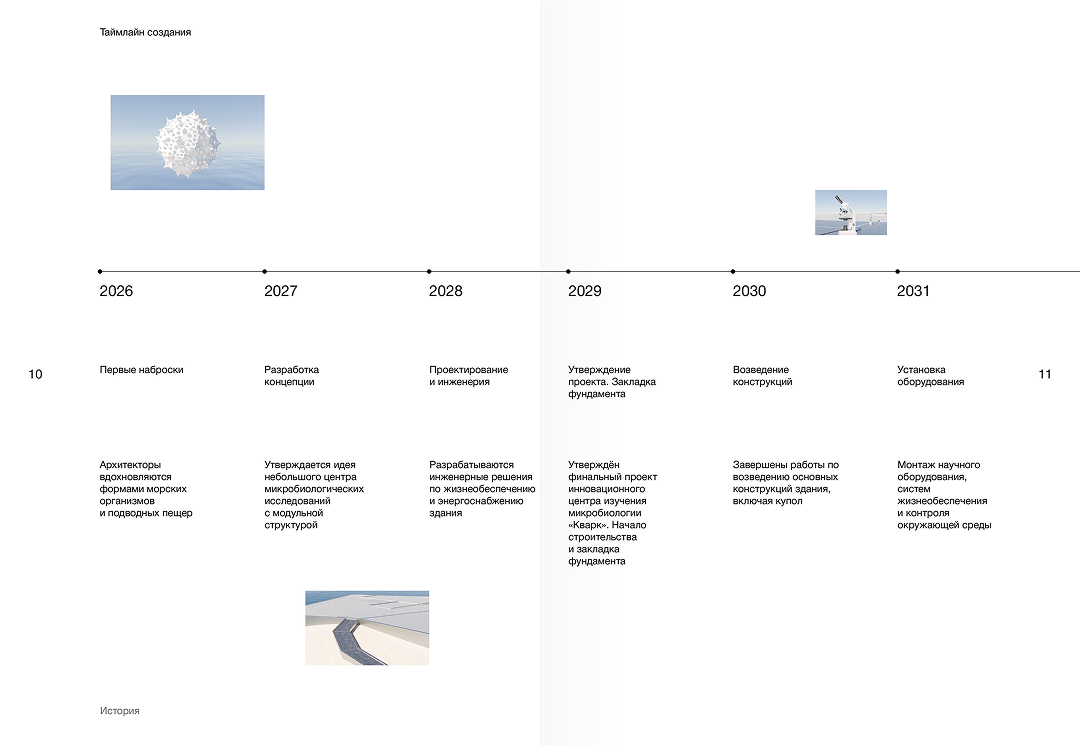 Таймлайн создания
2026
2027
2028
2029
2030
2031
10
Первые наброски
Разработка
концепции
Проектирование
и инженерия
Утверждение
проекта. Закладка
фундамента
Возведение
конструкций
Установка
оборудования
11
Архитекторы
вдохновляются
формами морских
организмов
и подводных пещер
Утверждается идея
небольшого центра
микробиологических
исследований
с модульной
структурой
Разрабатываются
инженерные решения
по жизнеобеспечению
и энергоснабжению
здания
Утверждён
финальный проект
инновационного
центра изучения
микробиологии
«Кварк». Начало
строительства
и закладка
фундамента
Завершены работы по
возведению основных
конструкций здания,
включая купол
Монтаж научного
оборудования,
систем
жизнеобеспечения
и контроля
окружающей среды
История